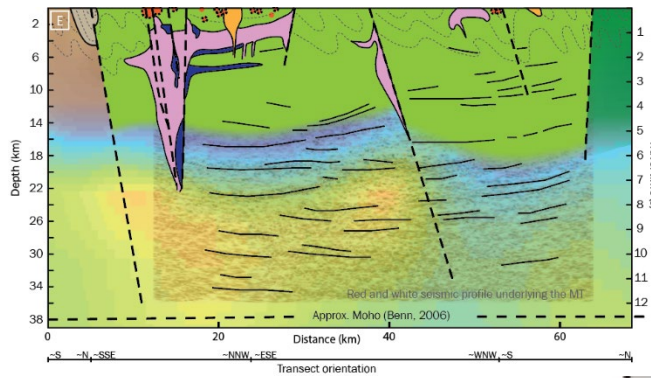 E
2
6
10
14
18
22
26
30
34
38
Depth (km)
1
2
3
4
5
6
7
8
9
10
11
12
Red and white seismic profile underlying the MT
Approx. Moho (Benn, 2006)
0 20 40 60
Distance (km)
~S ~N ~SSE ~NNW ~ESE ~WNW ~S ~N
Transect orientation